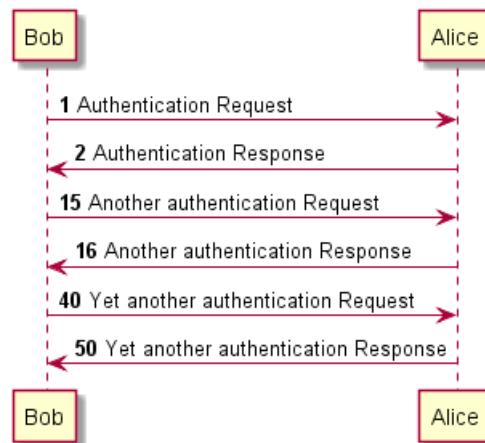 Bob Alice
1 Authentication Request
2 Authentication Response
15 Another authentication Request
16 Another authentication Response
40 Yet another authentication Request
50 Yet another authentication Response
Bob Alice